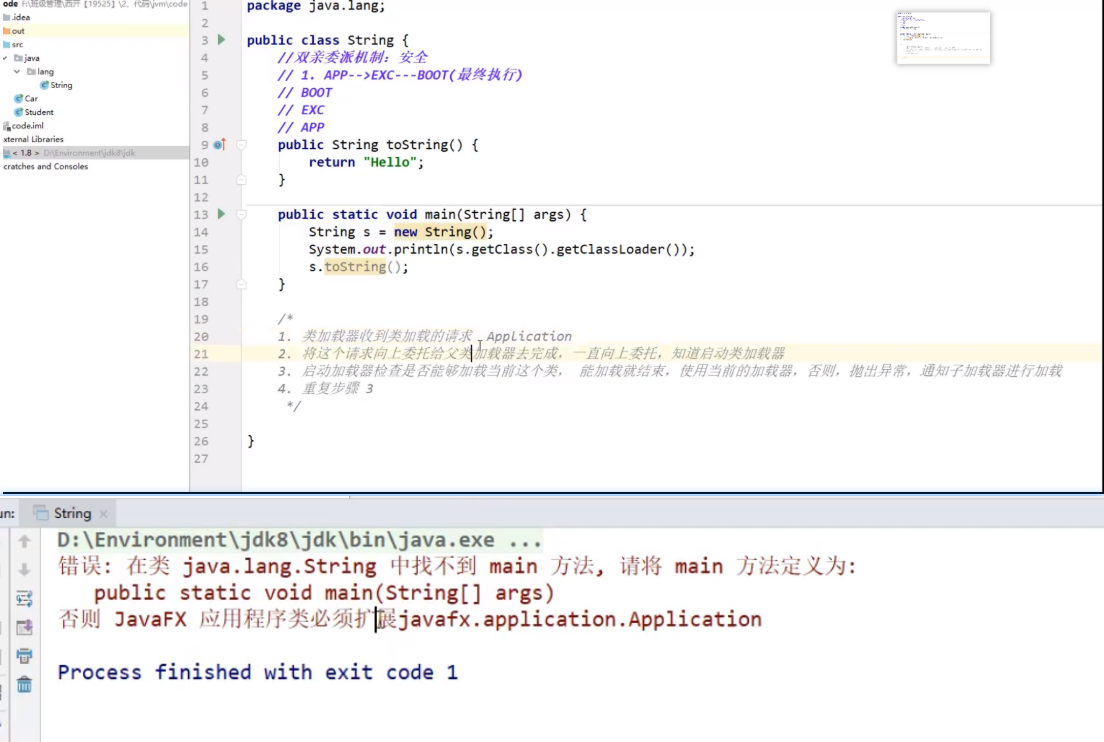 ode F:\班级管理\西开【19525】\2、代码\jvm\code
.idea
out
src
java
lang
String
Car
Student
code.iml
xternal Libraries
< 1.8 > D:\Environment\jdk8\jdk
cratches and Consoles
1 package java.lang;
2
3 public class String {
4 //双亲委派机制：安全
5 // 1. APP-->EXC---BOOT(最终执行)
6 // BOOT
7 // EXC
8 // APP
9 public String toString() {
10 return "Hello";
11 }
12
13 public static void main(String[] args) {
14 String s = new String();
15 System.out.println(s.getClass().getClassLoader());
16 s.toString();
17 }
18
19 /*
20 1. 类加载器收到类加载的请求 Application
21 2. 将这个请求向上委托给父类加载器去完成，一直向上委托，知道启动类加载器
22 3. 启动加载器检查是否能够加载当前这个类， 能加载就结束，使用当前的加载器，否则，抛出异常，通知子加载器进行加载
23 4. 重复步骤 3
24 */
25
26 }
27
un: String ×
D:\Environment\jdk8\jdk\bin\java.exe ...
错误: 在类 java.lang.String 中找不到 main 方法, 请将 main 方法定义为:
public static void main(String[] args)
否则 JavaFX 应用程序类必须扩展javafx.application.Application
Process finished with exit code 1